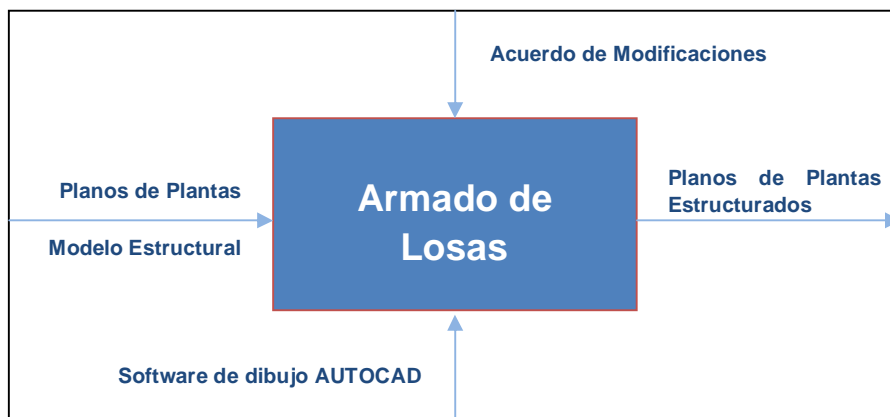 Acuerdo de Modificaciones
Planos de Plantas
Modelo Estructural
Armado de
Losas
Planos de Plantas
Estructurados
Software de dibujo AUTOCAD